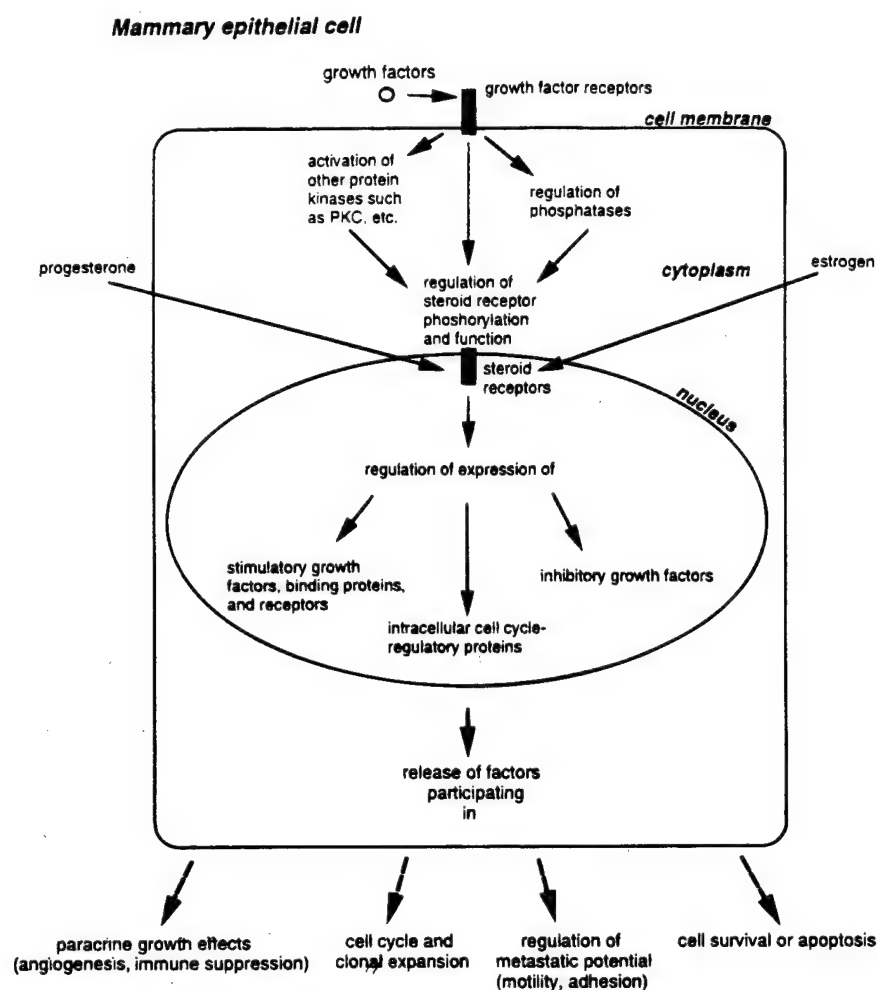 Mammary epithelial cell
growth factors
growth factor receptors
cell membrane
activation of
other protein
kinases such
as PKC, etc.
regulation of
phosphatases
progesterone
cytoplasm
estrogen
regulation of
steroid receptor
phoshorylation
and function
steroid
receptors
nucleus
regulation of expression of
stimulatory growth
factors, binding proteins,
and receptors
inhibitory growth factors
intracellular cell cycle-
regulatory proteins
release of factors
participating
in
paracrine growth effects
(angiogenesis, immune suppression)
cell cycle and
clonal expansion
regulation of
metastatic potential
(motility, adhesion)
cell survival or apoptosis